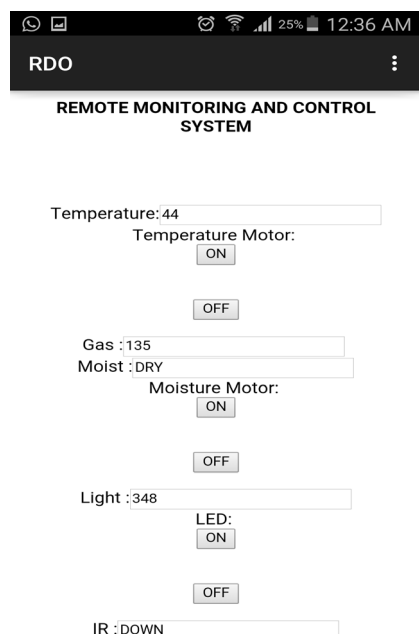 25% 12:36 AM
RDO
REMOTE MONITORING AND CONTROL
SYSTEM
Temperature: 44
Temperature Motor:
ON
OFF
Gas : 135
Moist : DRY
Moisture Motor:
ON
OFF
Light : 348
LED:
ON
OFF
IR : DOWN